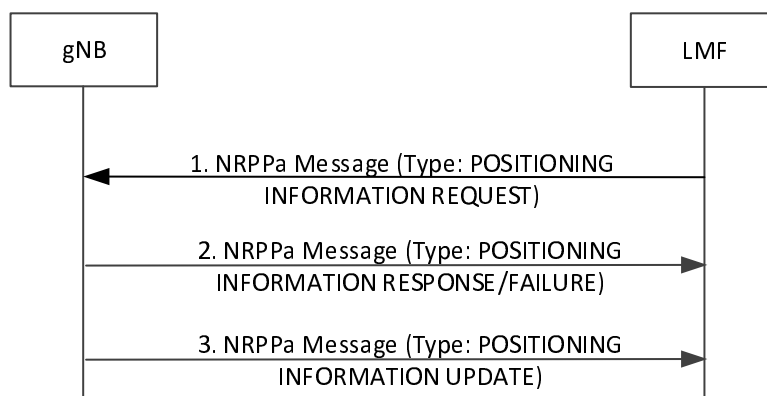 gNB
LMF
1. NRPPa Message (Type: POSITIONING
INFORMATION REQUEST)
2. NRPPa Message (Type: POSITIONING
INFORMATION RESPONSE/FAILURE)
3. NRPPa Message (Type: POSITIONING
INFORMATION UPDATE)